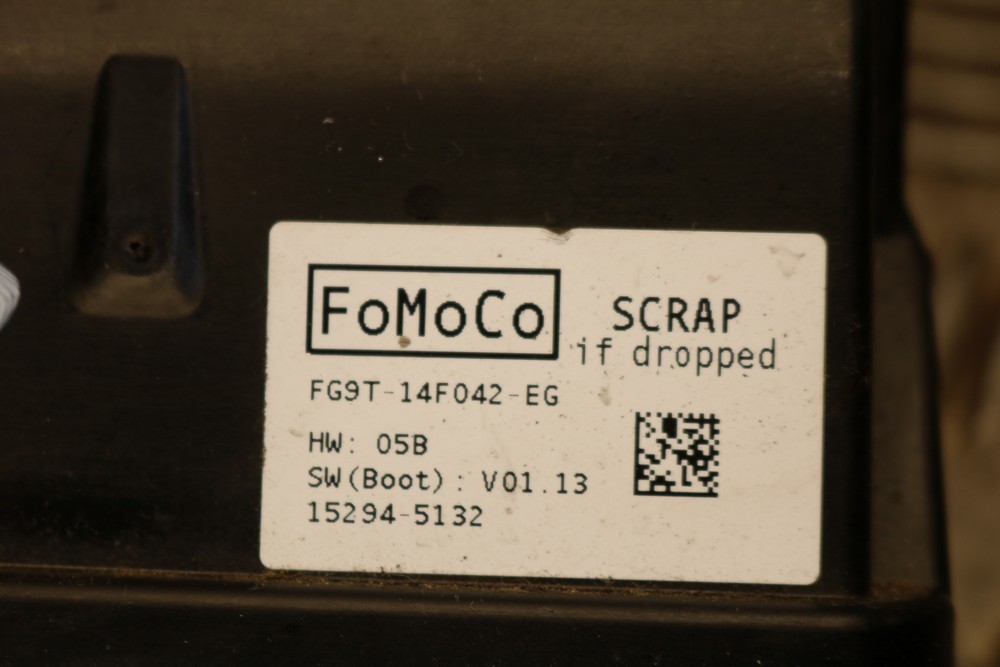 FoMoCo
SCRAP
if dropped
FG9T-14F042-EG
HW: 05B
SW(Boot): V01.13
15294-5132